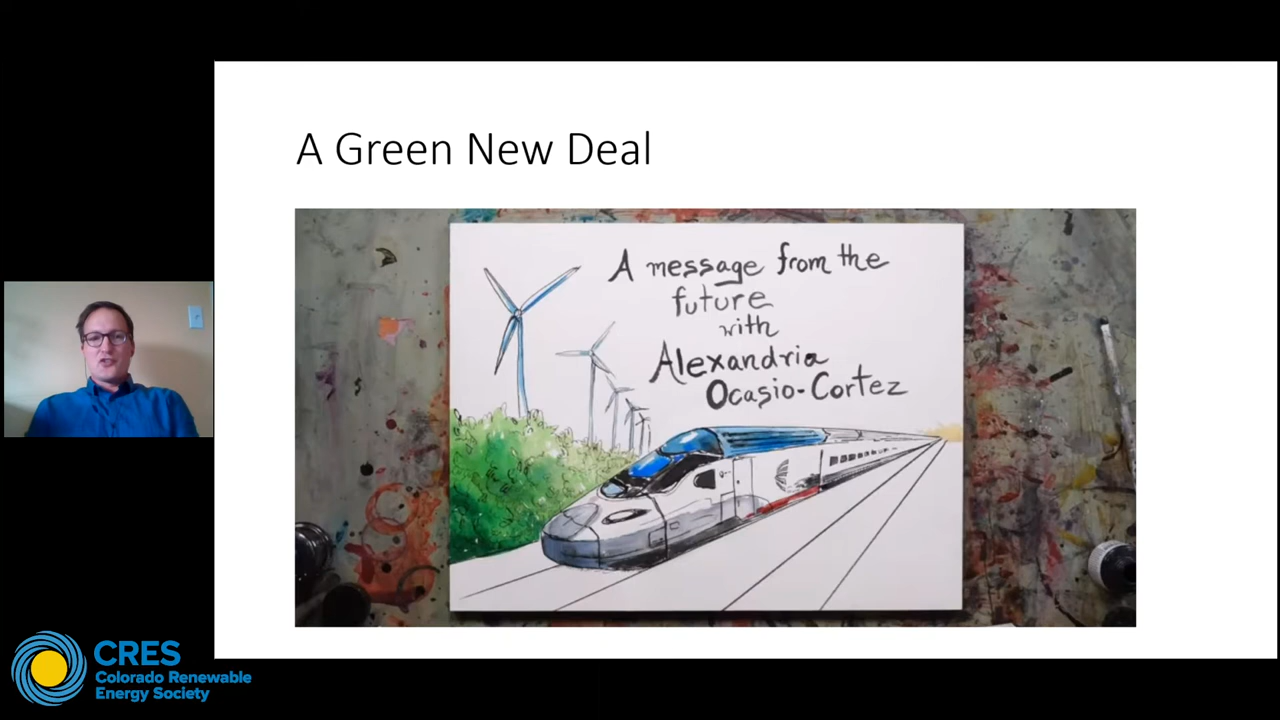 A Green New Deal
A message from the
future
with
Alexandria
Ocasio-Cortez
CRES
Colorado Renewable
Energy Society